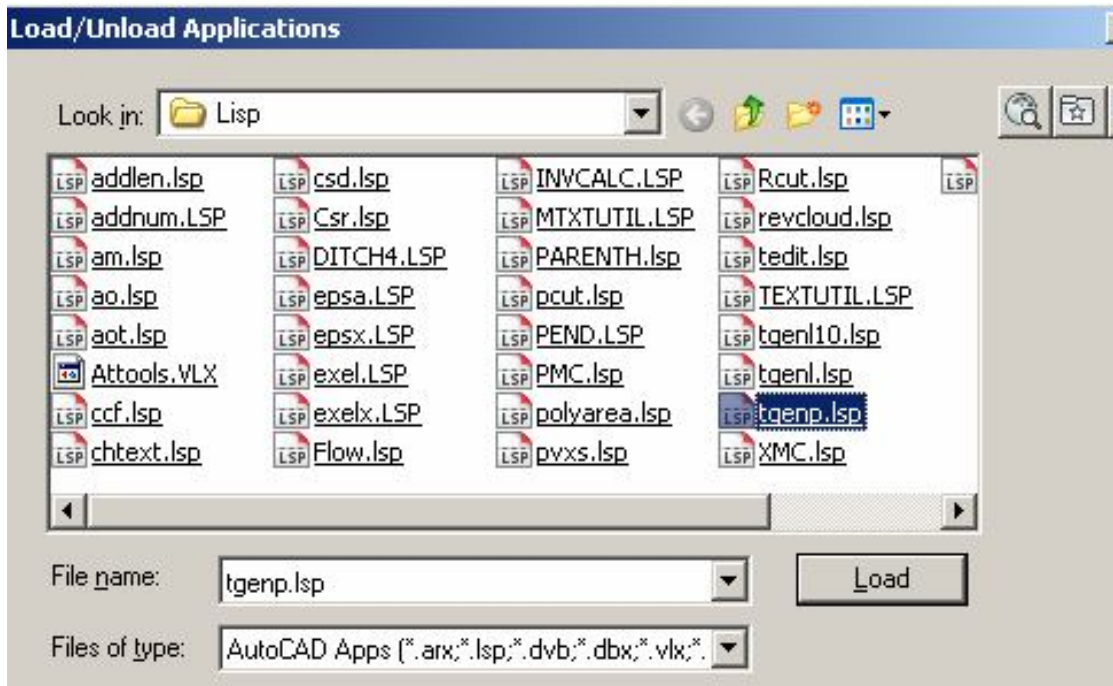 Load/Unload Applications
Look in: Lisp
addlen.lsp csd.lsp INVCALC.LSP Rcut.lsp
addnum.LSP Csr.lsp MTXTUTIL.LSP revcloud.lsp
am.lsp DITCH4.LSP PARENTH.lsp tedit.lsp
ao.lsp epsa.LSP pcut.lsp TEXTUTIL.LSP
aot.lsp epsx.LSP PEND.LSP tgenl10.lsp
Attools.VLX exel.LSP PMC.lsp tgenl.lsp
ccf.lsp exelx.LSP polyarea.lsp tgenp.lsp
chtext.lsp Flow.lsp pvxs.lsp XMC.lsp
File name: tgenp.lsp Load
Files of type: AutoCAD Apps (*.arx;*.lsp;*.dvb;*.dbx;*.vlx;*.